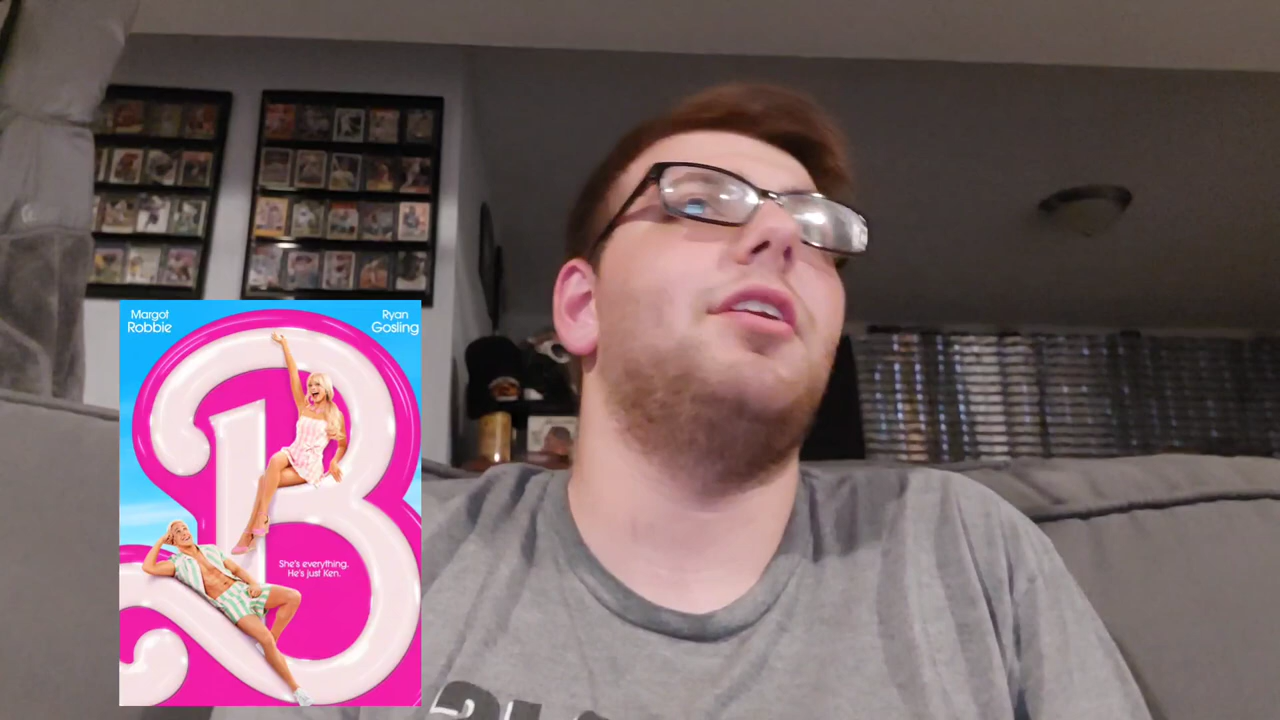 Margot
Robbie
Ryan
Gosling
She's everything.
He's just Ken.